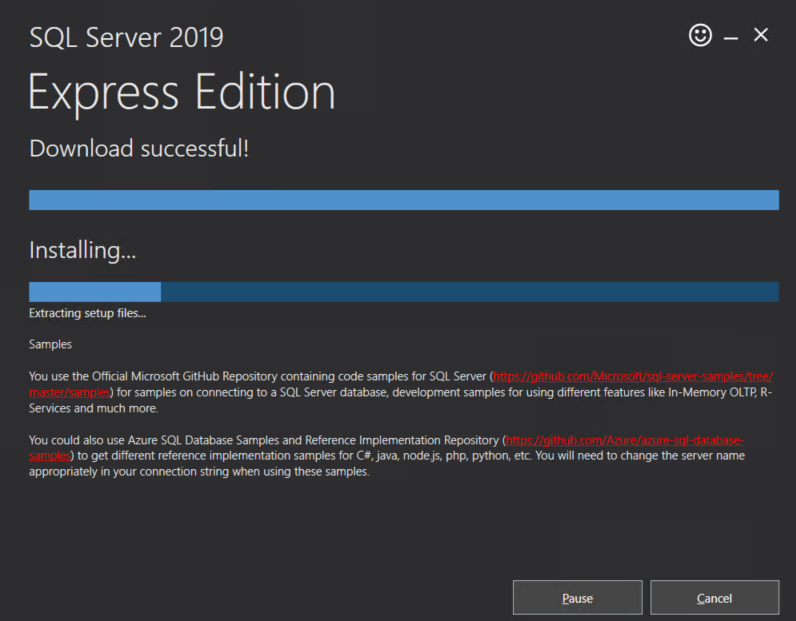 SQL Server 2019
Express Edition
Download successful!
Installing...
Extracting setup files...
Samples
You use the Official Microsoft GitHub Repository containing code samples for SQL Server (https://github.com/Microsoft/sql-server-samples/tree/
master/samples) for samples on connecting to a SQL Server database, development samples for using different features like In-Memory OLTP, R-
Services and much more.
You could also use Azure SQL Database Samples and Reference Implementation Repository (https://github.com/Azure/azure-sql-database-
samples) to get different reference implementation samples for C#, java, node.js, php, python, etc. You will need to change the server name
appropriately in your connection string when using these samples.
Pause
Cancel